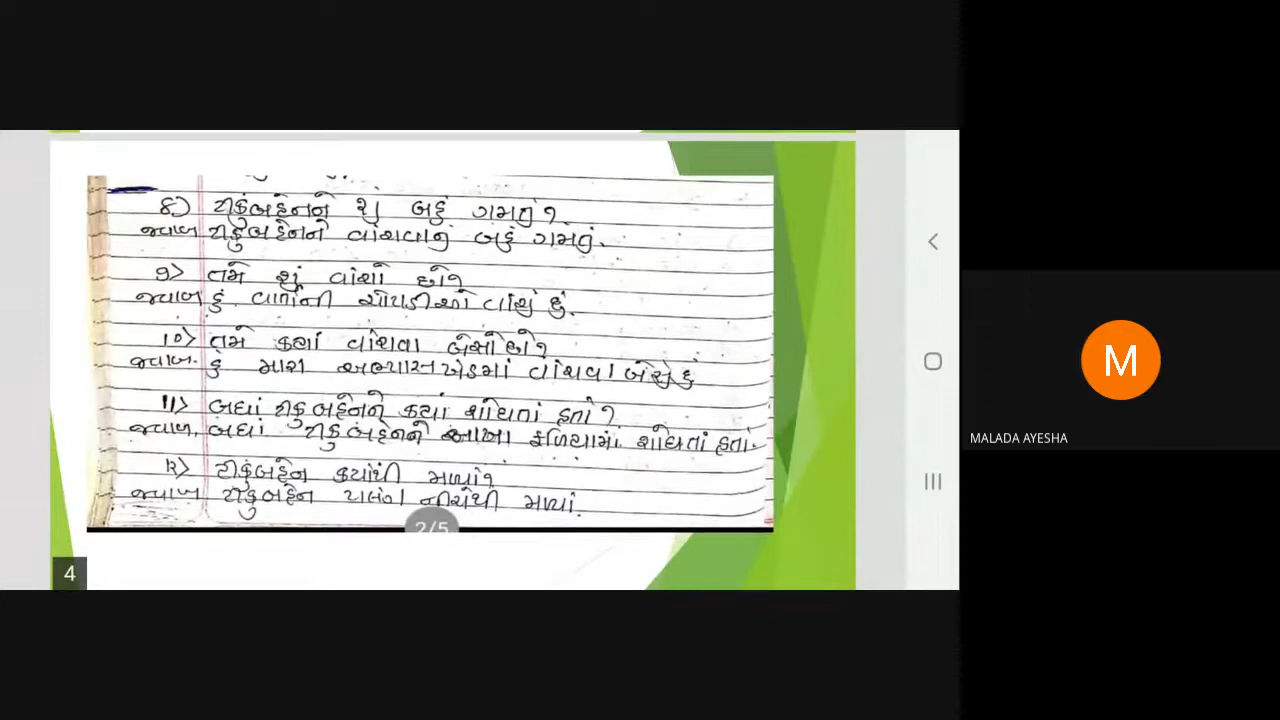 8) ટીકુબહેનને શું બહુ ગમતું?
જવાબ ટીકુબહેનને વાંચવાનું બહુ ગમતું.
9> તમે શું વાંચો છો?
જવાબ હું વાર્તાની ચોપડીઓ વાંચું છું.
10> તમે ક્યાં વાંચવા બેસો છો?
જવાબ. હું મારા અભ્યાસખંડમાં વાંચવા બેસું છું
11> બધાં ટીકુબહેનને ક્યાં શોધતાં હતાં?
જવાબ. બધાં ટીકુબહેનને આખા ફળિયામાં શોધતાં હતાં.
12> ટીકુબહેન ક્યાંથી મળ્યાં?
જવાબ ટીકુબહેન પલંગ નીચેથી મળ્યાં.
2/5
4
M
MALADA AYESHA